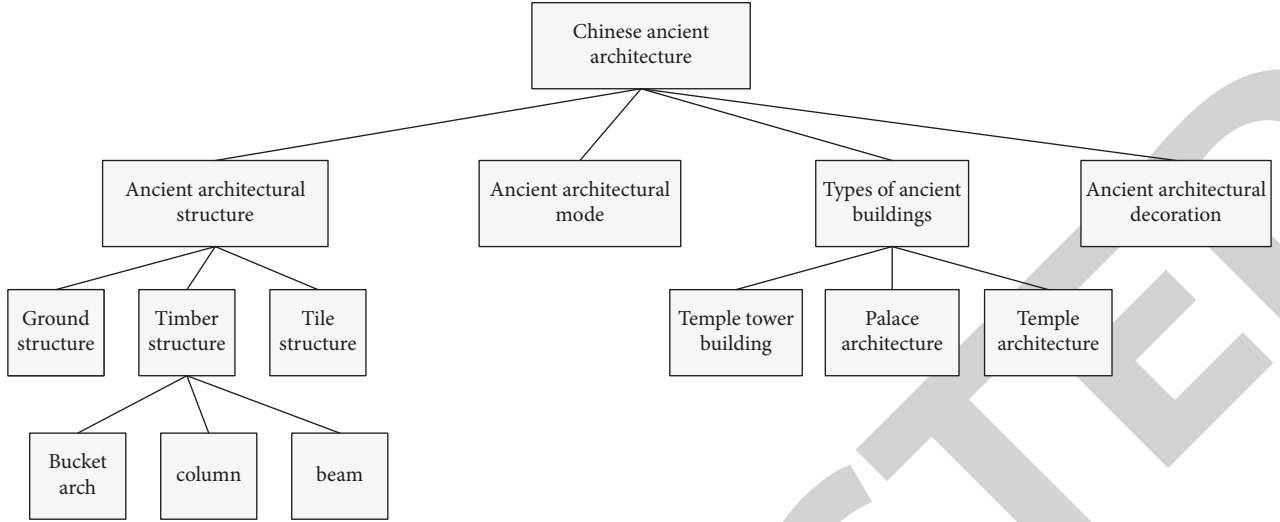 Chinese ancient
architecture
Ancient architectural
structure
Ancient architectural
mode
Types of ancient
buildings
Ancient architectural
decoration
Ground
structure
Timber
structure
Tile
structure
Temple tower
building
Palace
architecture
Temple
architecture
Bucket
arch
column
beam